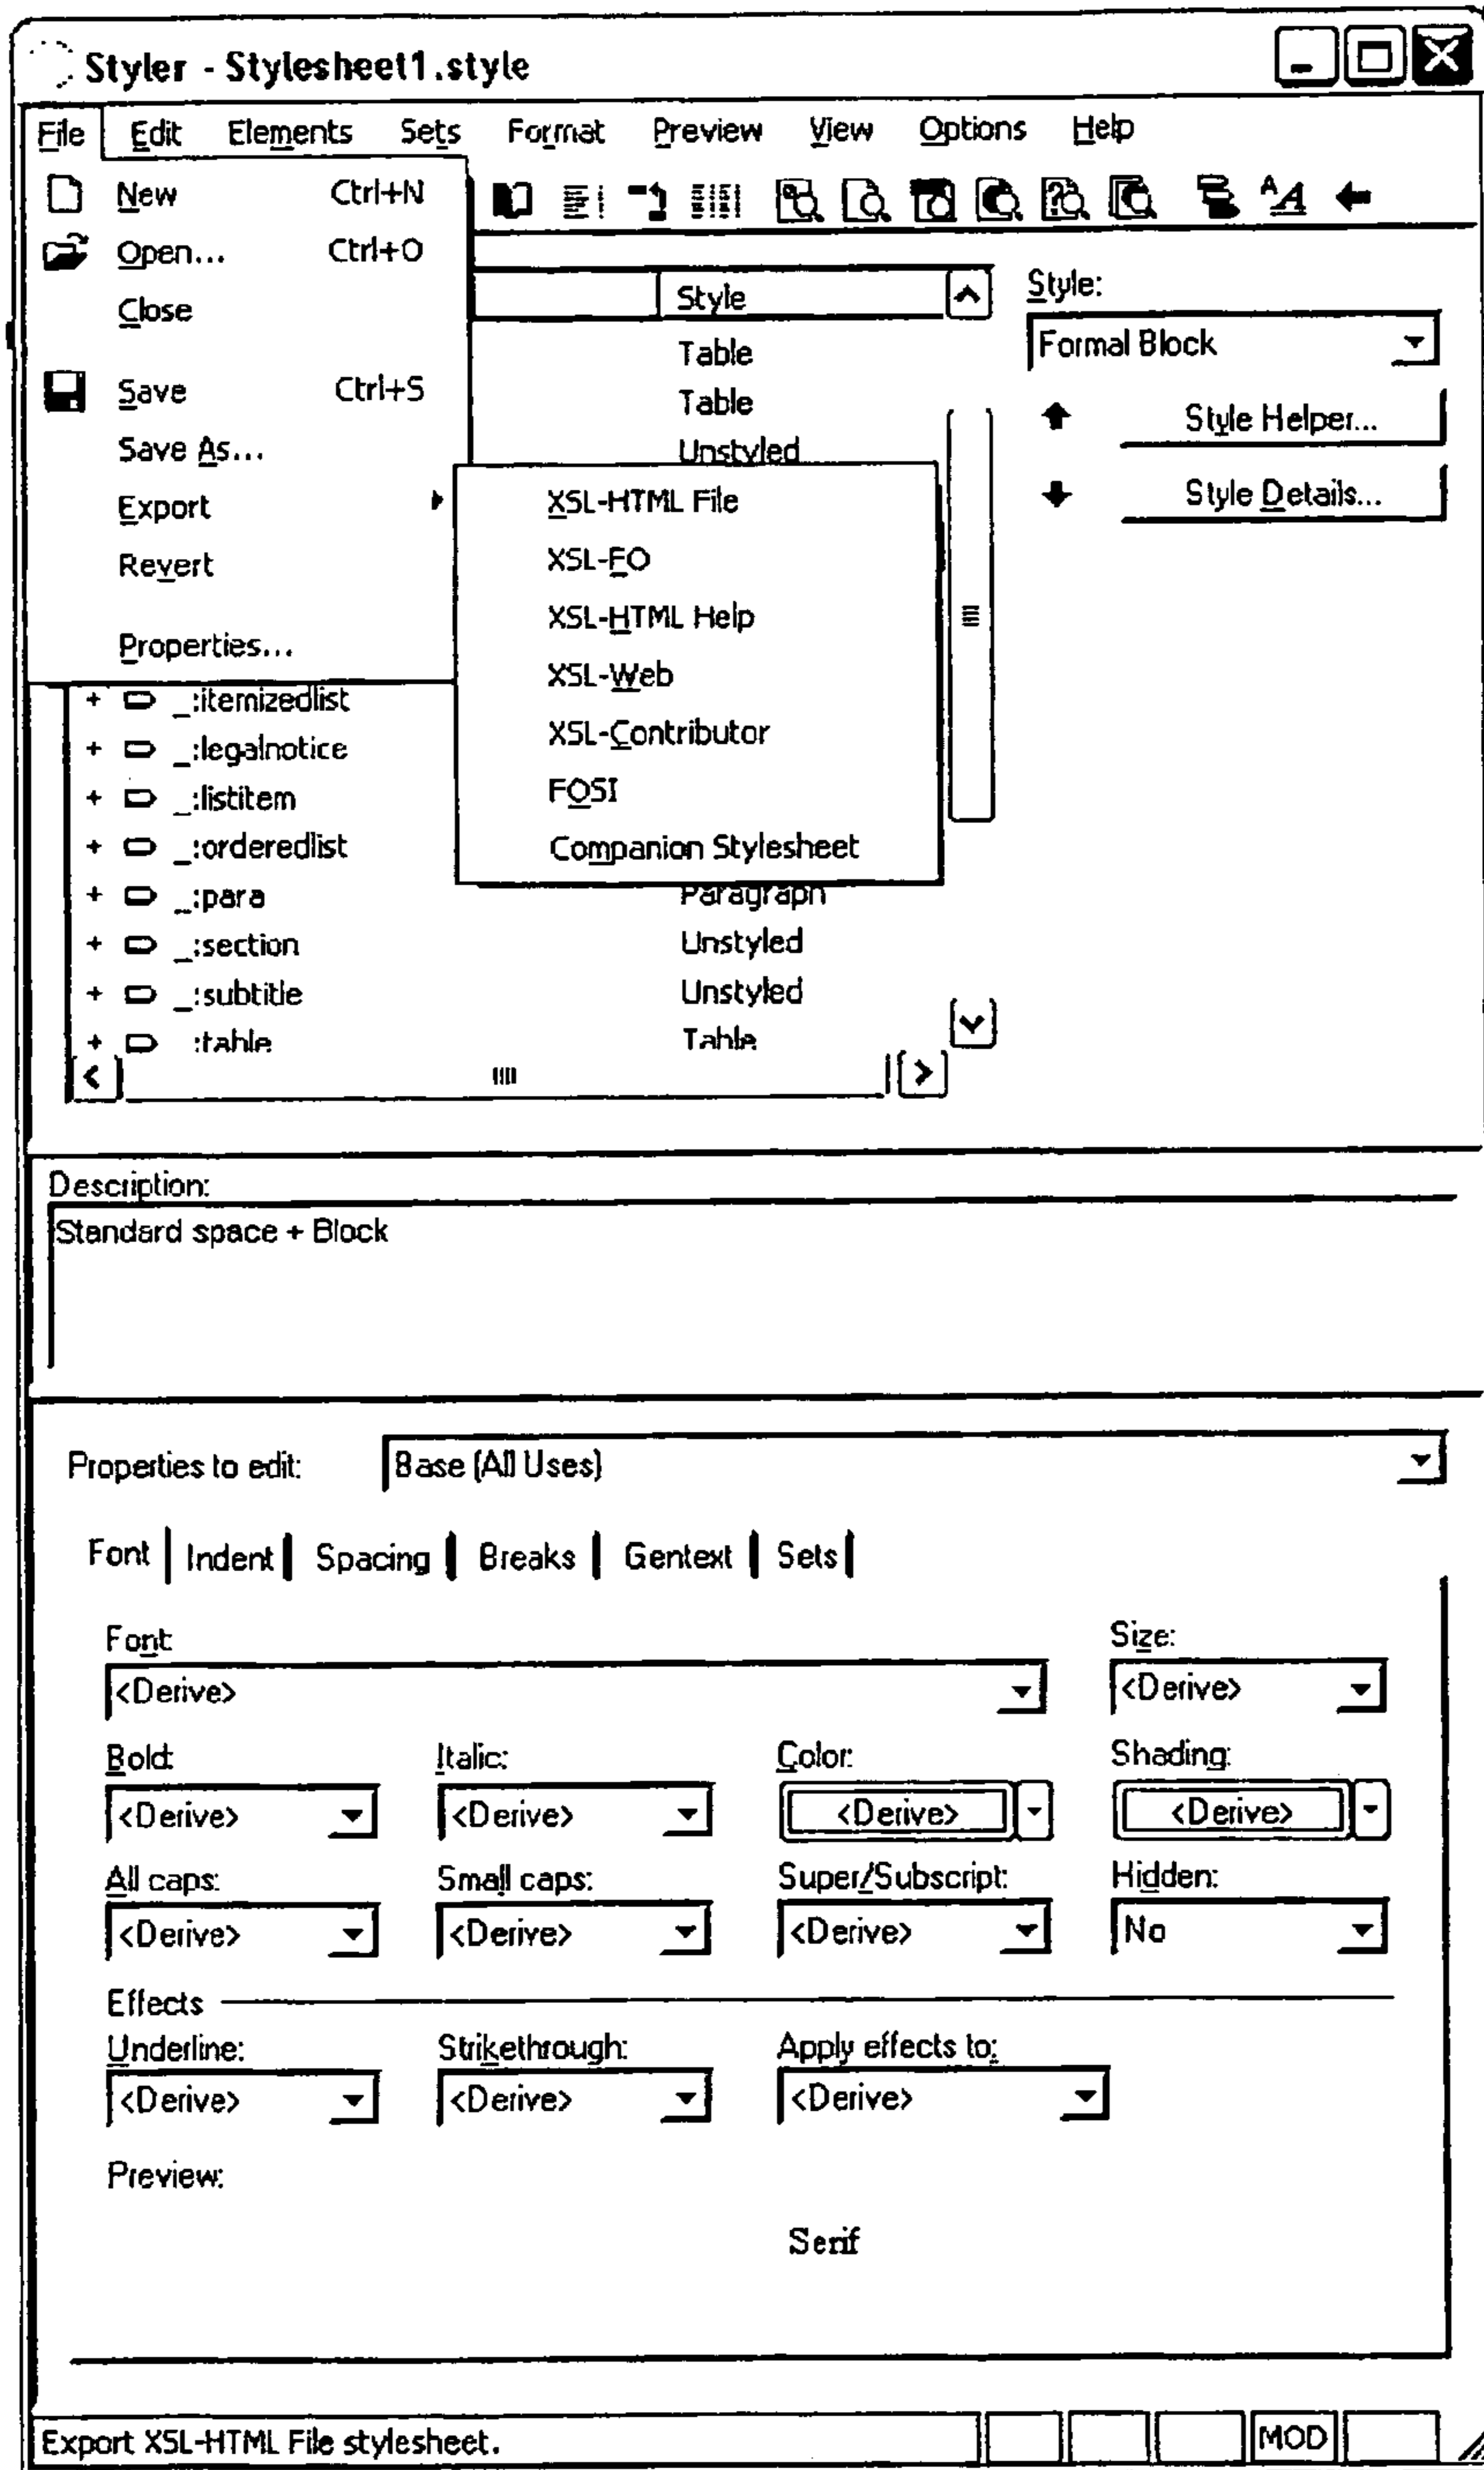 Styler - Stylesheet1.style
File Edit Elements Sets Format Preview View Options Help
New Ctrl+N
Open... Ctrl+O
Close
Save Ctrl+S
Save As...
Export
Revert
Properties...
XSL-HTML File
XSL-FO
XSL-HTML Help
XSL-Web
XSL-Contributor
FOSI
Companion Stylesheet
Style
Table
Table
Unstyled
Style:
Formal Block
Style Helper...
Style Details...
+ _:itemizedlist
+ _:legalnotice
+ _:listitem
+ _:orderedlist
+ _:para Paragraph
+ _:section Unstyled
+ _:subtitle Unstyled
+ :table Table
Description:
Standard space + Block
Properties to edit: Base (All Uses)
Font Indent Spacing Breaks Gentext Sets
Font Size:
<Derive> <Derive>
Bold: Italic: Color: Shading:
<Derive> <Derive> <Derive> <Derive>
All caps: Small caps: Super/Subscript: Hidden:
<Derive> <Derive> <Derive> No
Effects
Underline: Strikethrough: Apply effects to:
<Derive> <Derive> <Derive>
Preview:
Serif
Export XSL-HTML File stylesheet. MOD